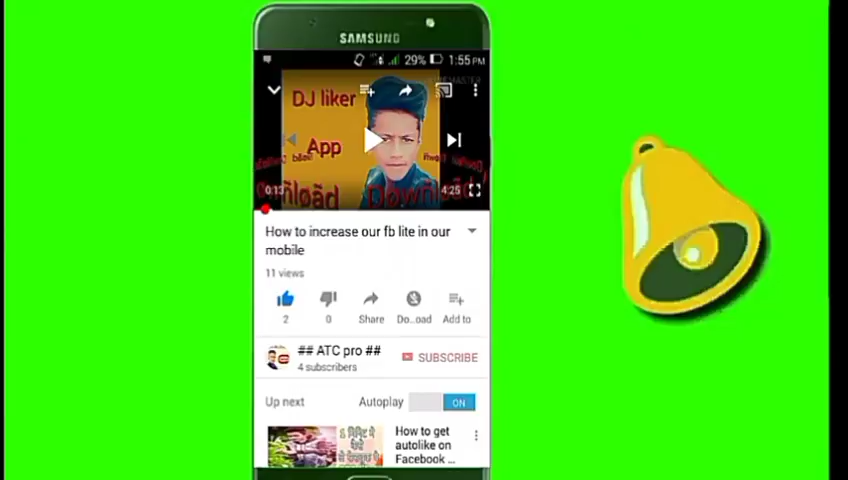 SAMSUNG
29% 1:55 PM
DJ liker
App
0:13
4:25
How to increase our fb lite in our
mobile
11 views
2
0
Share
Do...oad
Add to
## ATC pro ##
SUBSCRIBE
4 subscribers
Up next
Autoplay
ON
How to get
autolike on
Facebook ...